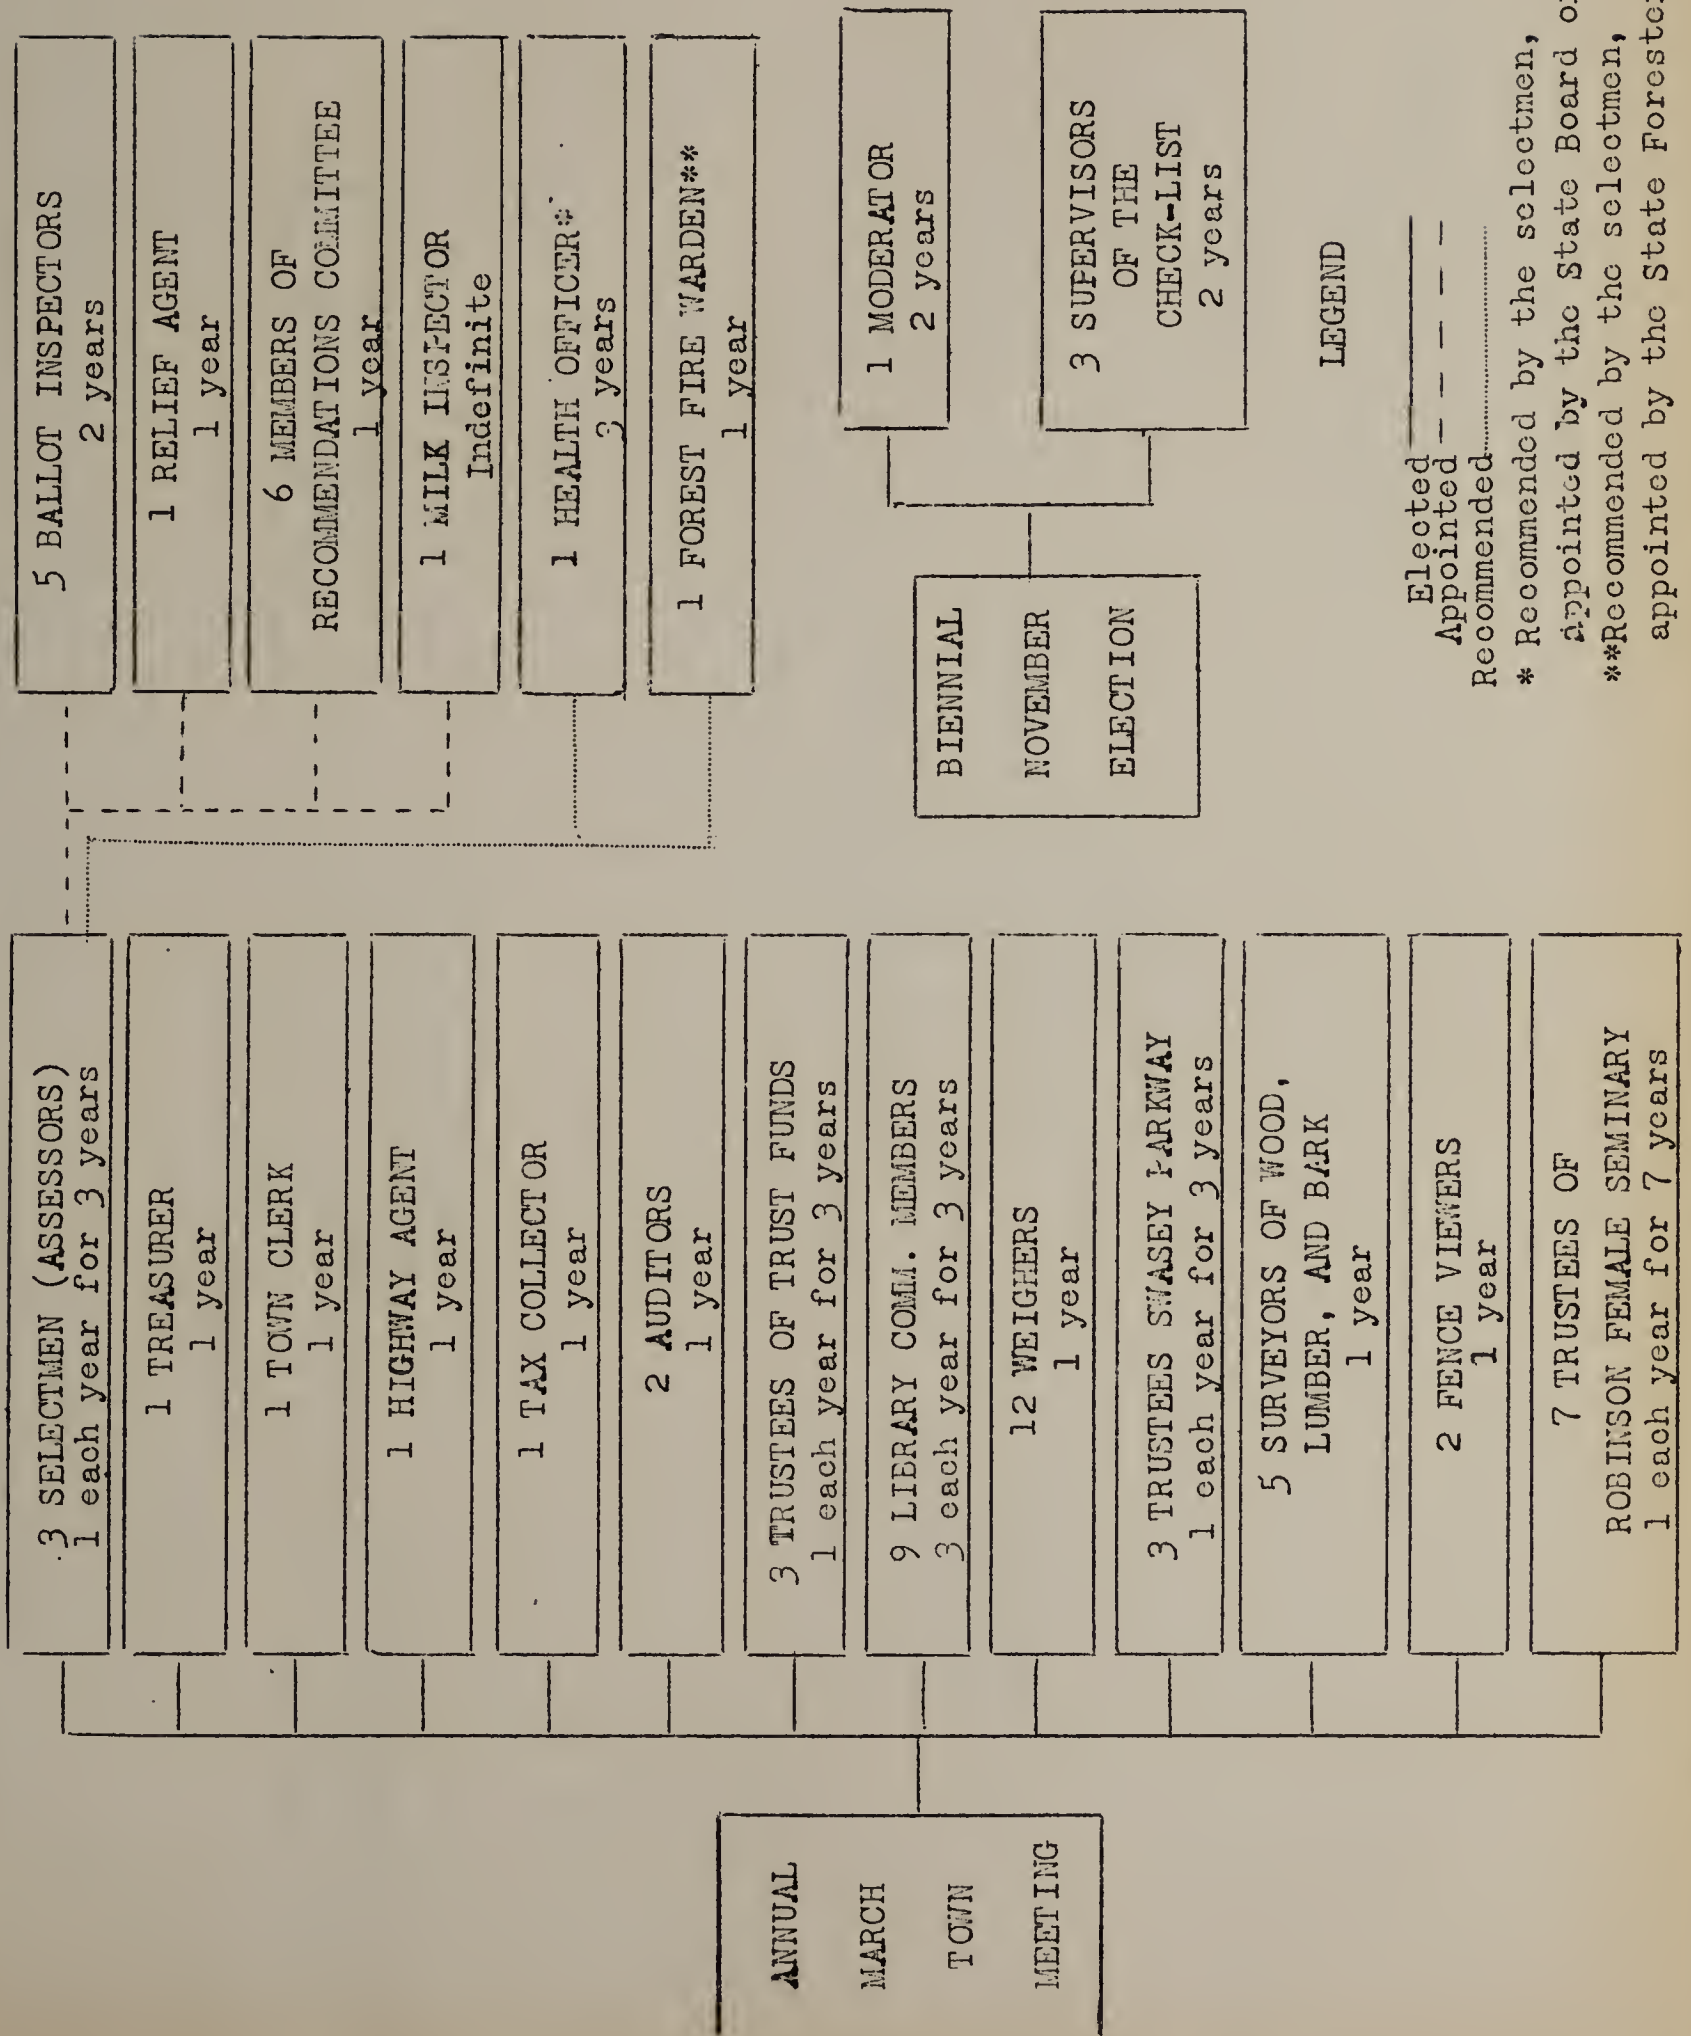 ANNUAL
MARCH
TOWN
MEETING
3 SELECTMEN (ASSESSORS)
1 each year for 3 years
1 TREASURER
1 year
1 TOWN CLERK
1 year
1 HIGHWAY AGENT
1 year
1 TAX COLLECTOR
1 year
2 AUDITORS
1 year
3 TRUSTEES OF TRUST FUNDS
1 each year for 3 years
9 LIBRARY COMM. MEMBERS
3 each year for 3 years
12 WEIGHERS
1 year
3 TRUSTEES SWASEY PARKWAY
1 each year for 3 years
5 SURVEYORS OF WOOD,
LUMBER, AND BARK
1 year
2 FENCE VIEWERS
1 year
7 TRUSTEES OF
ROBINSON FEMALE SEMINARY
1 each year for 7 years
5 BALLOT INSPECTORS
2 years
1 RELIEF AGENT
1 year
6 MEMBERS OF
RECOMMENDATIONS COMMITTEE
1 year
1 MILK INSPECTOR
Indefinite
1 HEALTH OFFICER*
3 years
1 FOREST FIRE WARDEN**
1 year
BIENNIAL
NOVEMBER
ELECTION
1 MODERATOR
2 years
3 SUPERVISORS
OF THE
CHECK-LIST
2 years
LEGEND
Elected
Appointed
Recommended
* Recommended by the selectmen,
appointed by the State Board
**Recommended by the selectmen,
appointed by the State